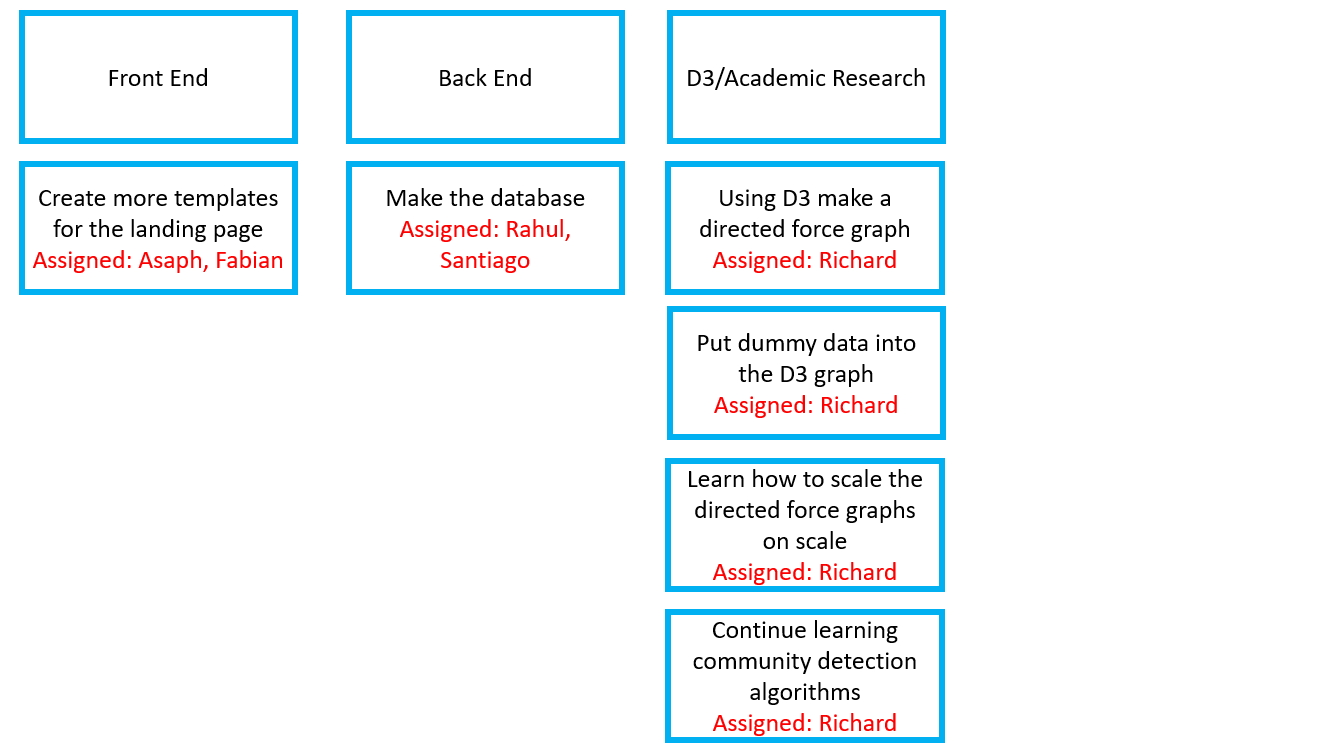 Front End
Back End
D3/Academic Research
Create more templates
for the landing page
Assigned: Asaph, Fabian
Make the database
Assigned: Rahul,
Santiago
Using D3 make a
directed force graph
Assigned: Richard
Put dummy data into
the D3 graph
Assigned: Richard
Learn how to scale the
directed force graphs
on scale
Assigned: Richard
Continue learning
community detection
algorithms
Assigned: Richard